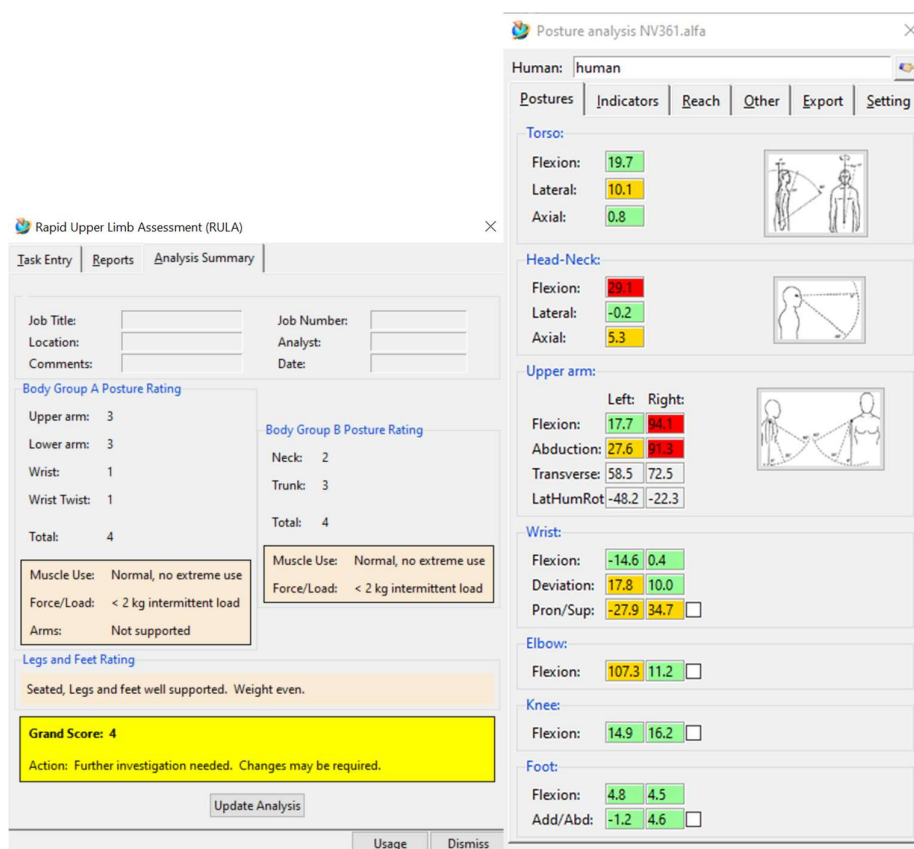 Rapid Upper Limb Assessment (RULA)
Task Entry Reports Analysis Summary
Job Title: Job Number:
Location: Analyst:
Comments: Date:
Body Group A Posture Rating
Upper arm: 3
Lower arm: 3
Wrist: 1
Wrist Twist: 1
Total: 4
Muscle Use: Normal, no extreme use
Force/Load: < 2 kg intermittent load
Arms: Not supported
Body Group B Posture Rating
Neck: 2
Trunk: 3
Total: 4
Muscle Use: Normal, no extreme use
Force/Load: < 2 kg intermittent load
Legs and Feet Rating
Seated, Legs and feet well supported. Weight even.
Grand Score: 4
Action: Further investigation needed. Changes may be required.
Update Analysis
Usage Dismiss
Posture analysis NV361.alfa
Human: human
Postures Indicators Reach Other Export Setting
Torso:
Flexion: 19.7
Lateral: 10.1
Axial: 0.8
Head-Neck:
Flexion: 29.1
Lateral: -0.2
Axial: 5.3
Upper arm:
Left: Right:
Flexion: 17.7 94.1
Abduction: 27.6 91.3
Transverse: 58.5 72.5
LatHumRot -48.2 -22.3
Wrist:
Flexion: -14.6 0.4
Deviation: 17.8 10.0
Pron/Sup: -27.9 34.7
Elbow:
Flexion: 107.3 11.2
Knee:
Flexion: 14.9 16.2
Foot:
Flexion: 4.8 4.5
Add/Abd: -1.2 4.6